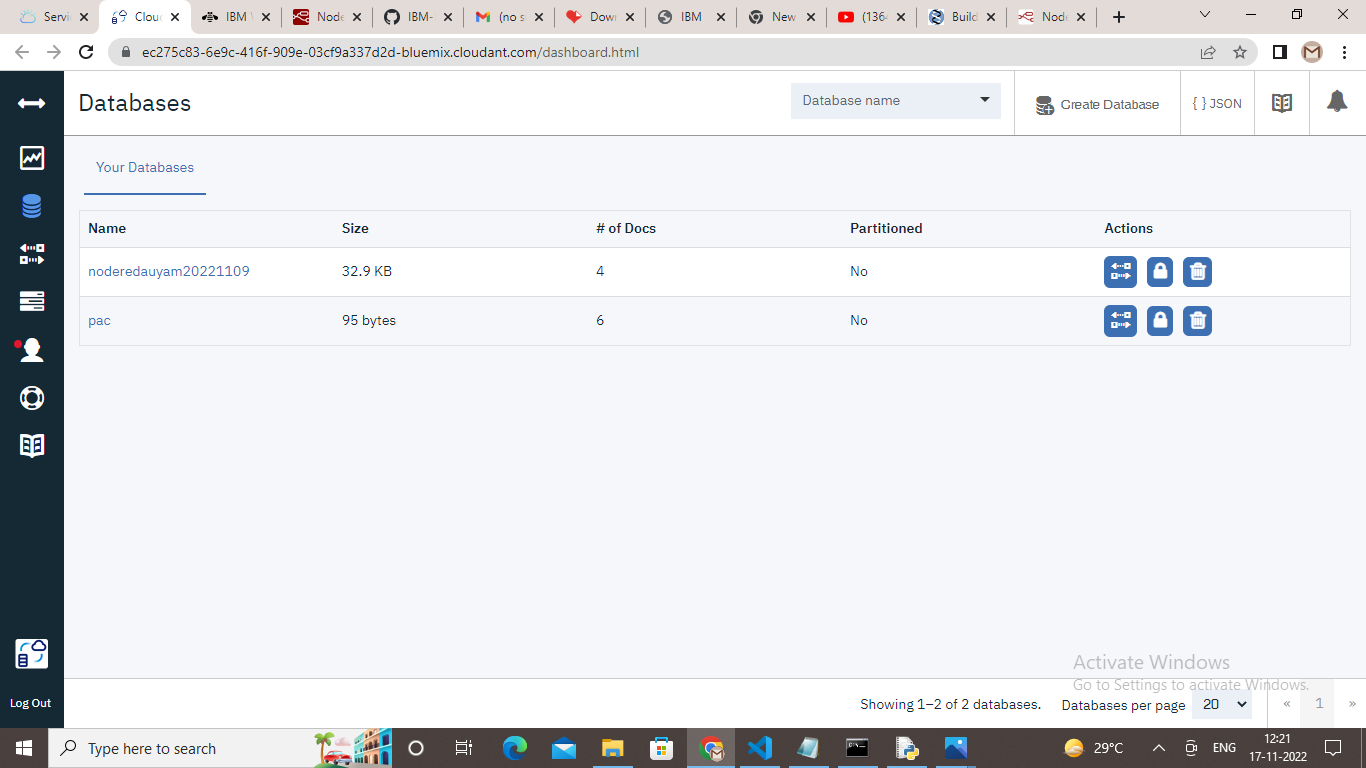 Servi
Clou
IBM
Node
IBM-
(no s
Down
IBM
New
(136
Build
Node
ec275c83-6e9c-416f-909e-03cf9a337d2d-bluemix.cloudant.com/dashboard.html
Databases
Database name
Create Database
{ } JSON
Your Databases
Name Size # of Docs Partitioned Actions
noderedauyam20221109 32.9 KB 4 No
pac 95 bytes 6 No
Activate Windows
Go to Settings to activate Windows.
Log Out
Showing 1–2 of 2 databases.
Databases per page 20
« 1 »
Type here to search
29°C
ENG
12:21
17-11-2022